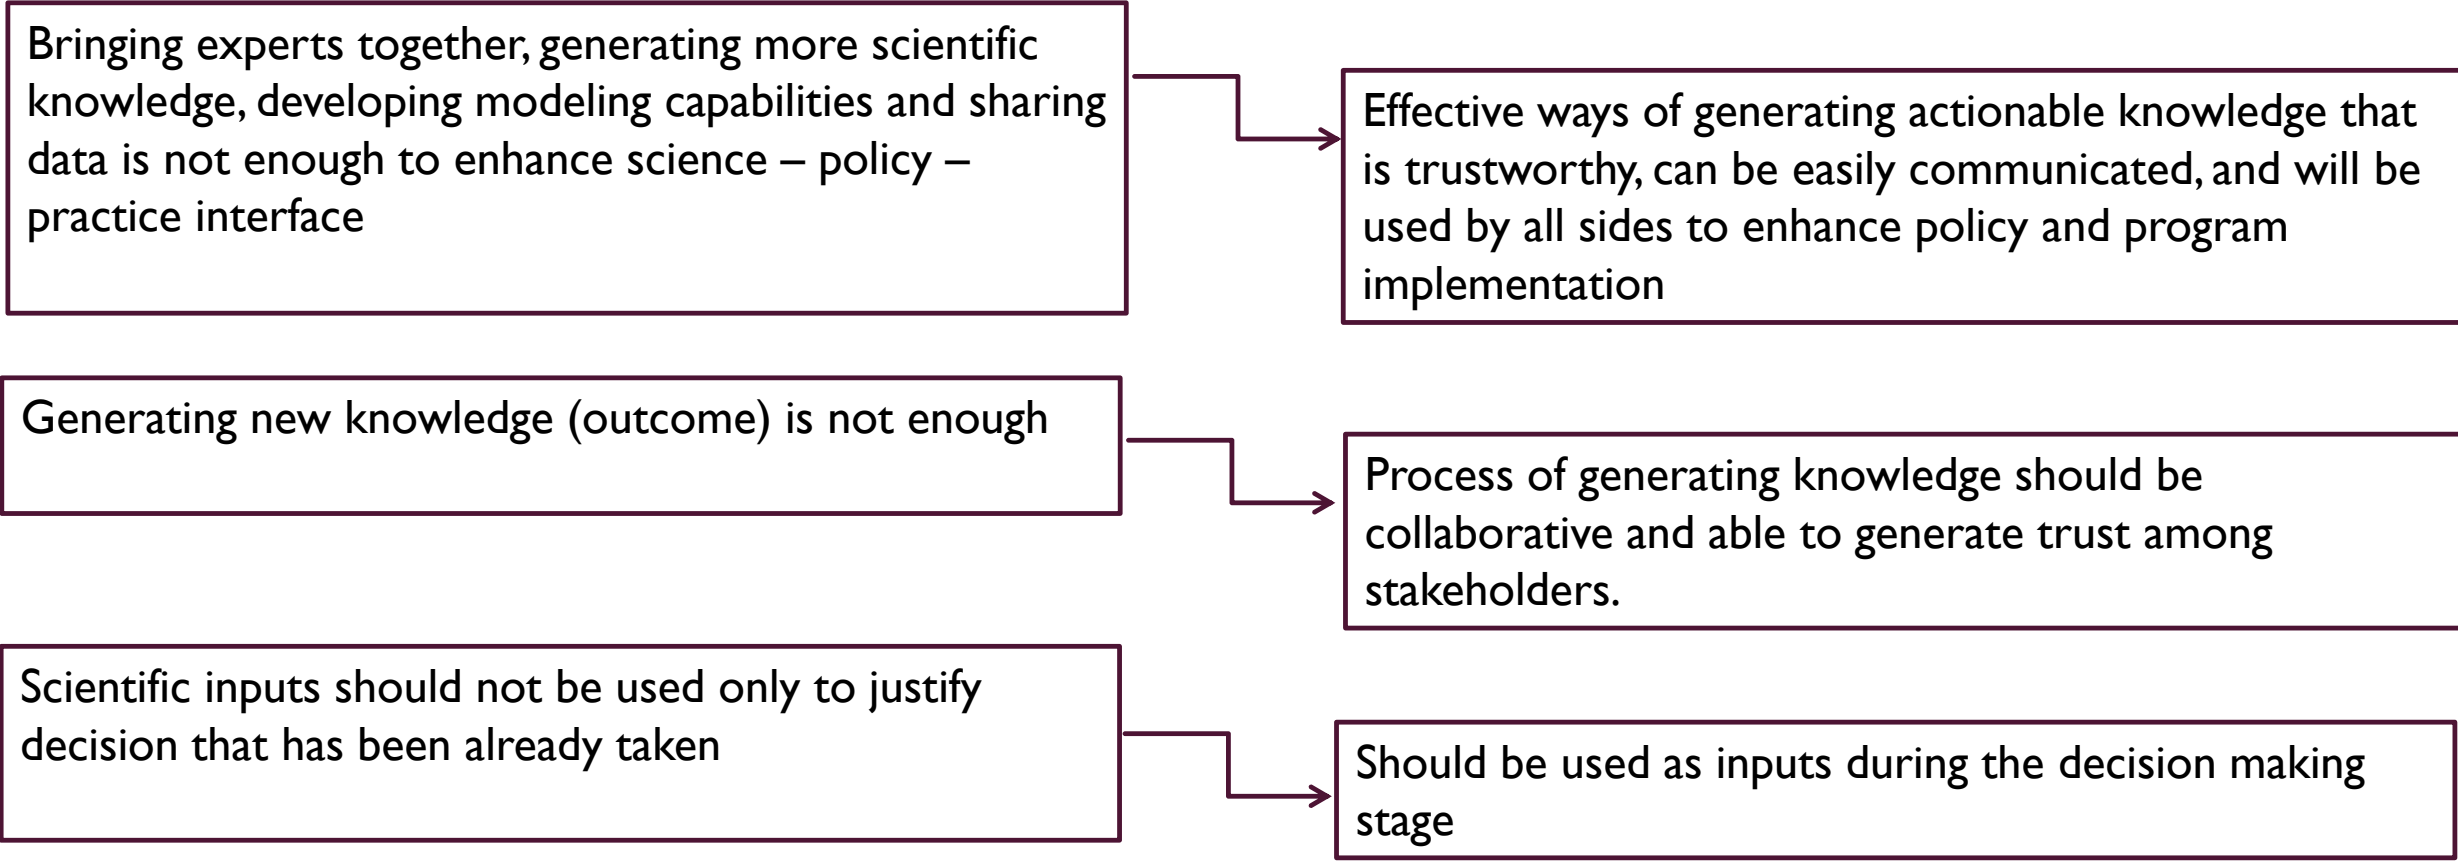 Bringing experts together, generating more scientific
knowledge, developing modeling capabilities and sharing
data is not enough to enhance science – policy –
practice interface
Effective ways of generating actionable knowledge that
is trustworthy, can be easily communicated, and will be
used by all sides to enhance policy and program
implementation
Generating new knowledge (outcome) is not enough
Process of generating knowledge should be
collaborative and able to generate trust among
stakeholders.
Scientific inputs should not be used only to justify
decision that has been already taken
Should be used as inputs during the decision making
stage